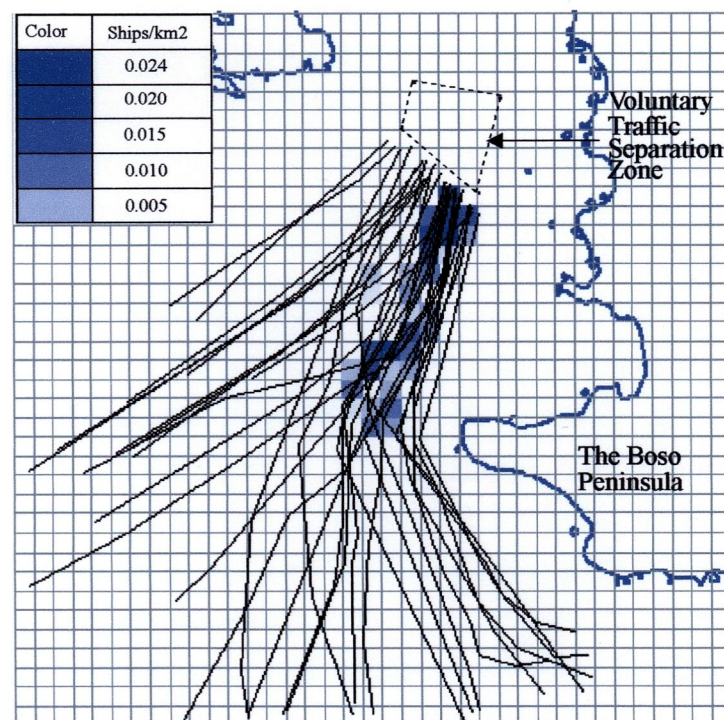 Color Ships/km2
0.024
0.020
0.015
0.010
0.005
Voluntary
Traffic
Separation
Zone
The Boso
Peninsula